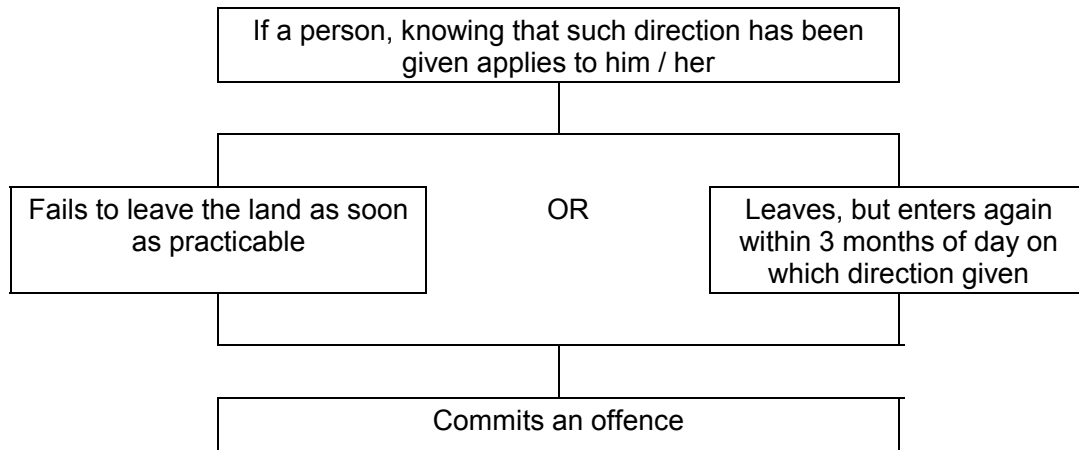 If a person, knowing that such direction has been
given applies to him / her
Fails to leave the land as soon
as practicable
OR
Leaves, but enters again
within 3 months of day on
which direction given
Commits an offence